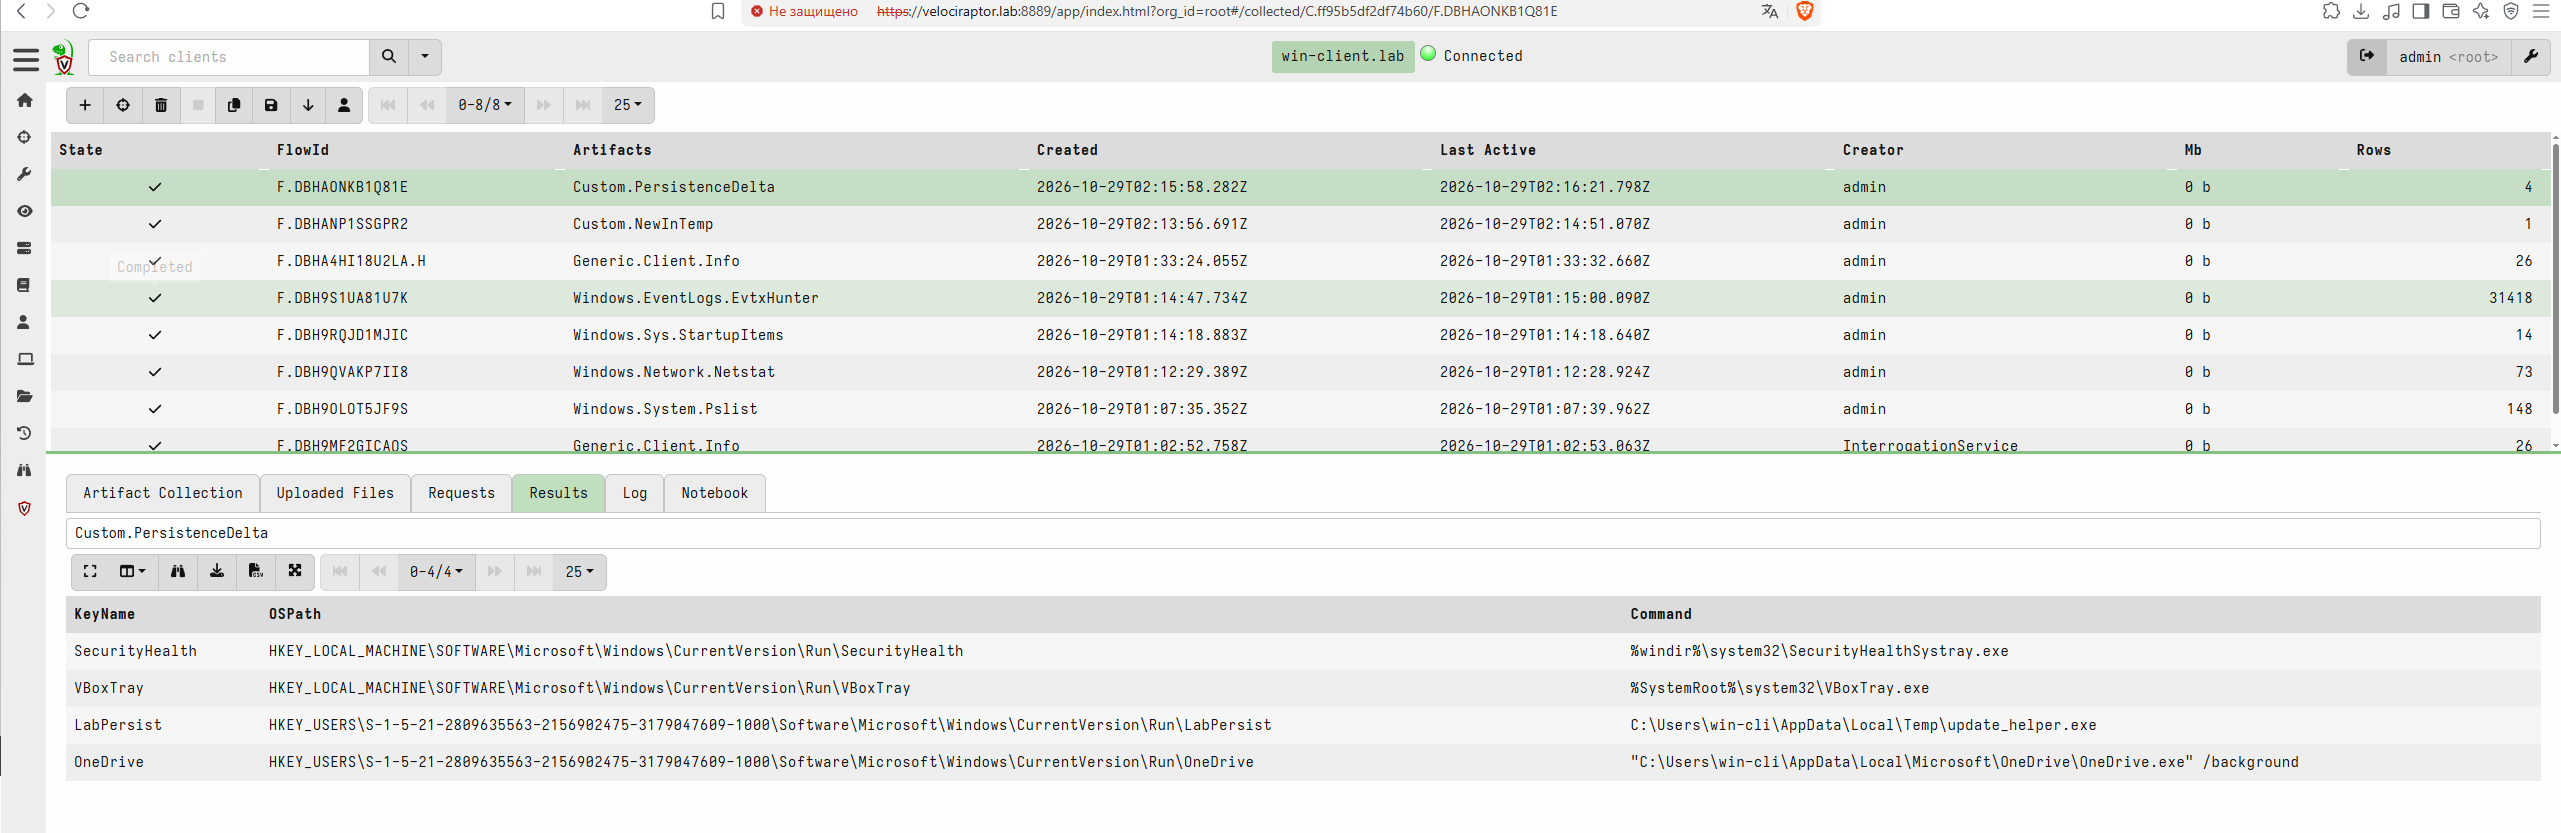 Не защищено https://velociraptor.lab:8889/app/index.html?org_id=root#/collected/C.ff95b5df2df74b60/F.DBHAONKB1Q81E
Search clients win-client.lab Connected admin <root>
0-8/8 25
State FlowId Artifacts Created Last Active Creator Mb Rows
F.DBHAONKB1Q81E Custom.PersistenceDelta 2026-10-29T02:15:58.282Z 2026-10-29T02:16:21.798Z admin 0 b 4
F.DBHANP1SSGPR2 Custom.NewInTemp 2026-10-29T02:13:56.691Z 2026-10-29T02:14:51.070Z admin 0 b 1
F.DBHA4HI18U2LA.H Generic.Client.Info 2026-10-29T01:33:24.055Z 2026-10-29T01:33:32.660Z admin 0 b 26
Completed
F.DBH9S1UA81U7K Windows.EventLogs.EvtxHunter 2026-10-29T01:14:47.734Z 2026-10-29T01:15:00.090Z admin 0 b 31418
F.DBH9RQJD1MJIC Windows.Sys.StartupItems 2026-10-29T01:14:18.883Z 2026-10-29T01:14:18.640Z admin 0 b 14
F.DBH9QVAKP7II8 Windows.Network.Netstat 2026-10-29T01:12:29.389Z 2026-10-29T01:12:28.924Z admin 0 b 73
F.DBH9OLOT5JF9S Windows.System.Pslist 2026-10-29T01:07:35.352Z 2026-10-29T01:07:39.962Z admin 0 b 148
F.DBH9MF2GICAOS Generic.Client.Info 2026-10-29T01:02:52.758Z 2026-10-29T01:02:53.063Z InterrogationService 0 b 26
Artifact Collection Uploaded Files Requests Results Log Notebook
Custom.PersistenceDelta
0-4/4 25
KeyName OSPath Command
SecurityHealth HKEY_LOCAL_MACHINE\SOFTWARE\Microsoft\Windows\CurrentVersion\Run\SecurityHealth %windir%\system32\SecurityHealthSystray.exe
VBoxTray HKEY_LOCAL_MACHINE\SOFTWARE\Microsoft\Windows\CurrentVersion\Run\VBoxTray %SystemRoot%\system32\VBoxTray.exe
LabPersist HKEY_USERS\S-1-5-21-2809635563-2156902475-3179047609-1000\Software\Microsoft\Windows\CurrentVersion\Run\LabPersist C:\Users\win-cli\AppData\Local\Temp\update_helper.exe
OneDrive HKEY_USERS\S-1-5-21-2809635563-2156902475-3179047609-1000\Software\Microsoft\Windows\CurrentVersion\Run\OneDrive "C:\Users\win-cli\AppData\Local\Microsoft\OneDrive\OneDrive.exe" /background